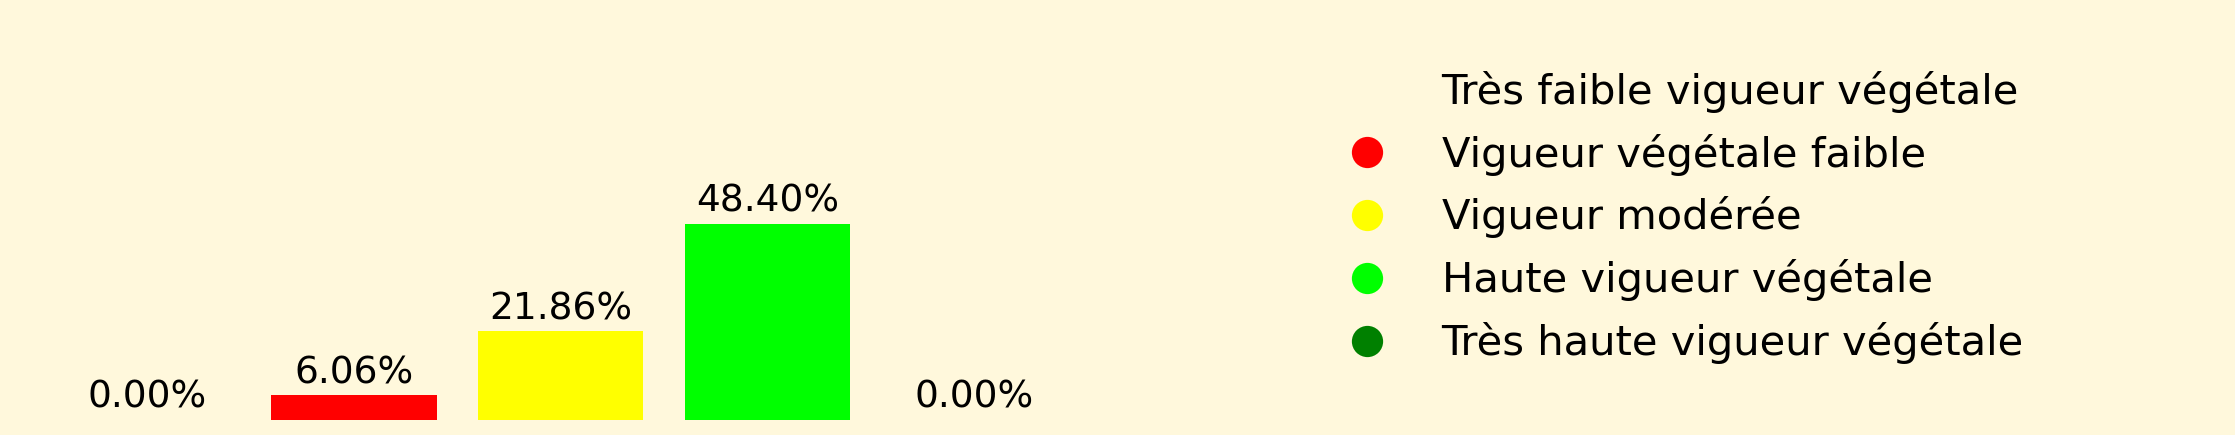 0.00%
6.06%
21.86%
48.40%
0.00%
Très faible vigueur végétale
Vigueur végétale faible
Vigueur modérée
Haute vigueur végétale
Très haute vigueur végétale